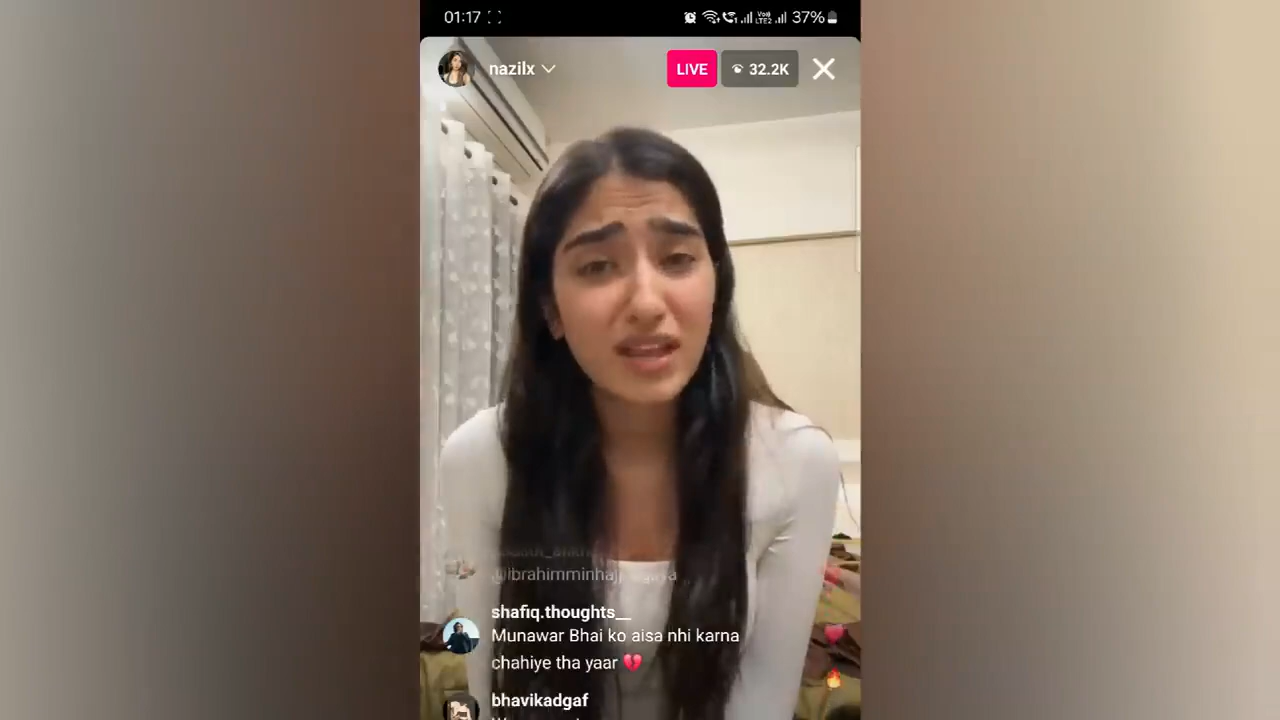 01:17
37%
nazilx
LIVE
32.2K
@ibrahimminhaj
shafiq.thoughts__
Munawar Bhai ko aisa nhi karna
chahiye tha yaar 💔
bhavikadgaf